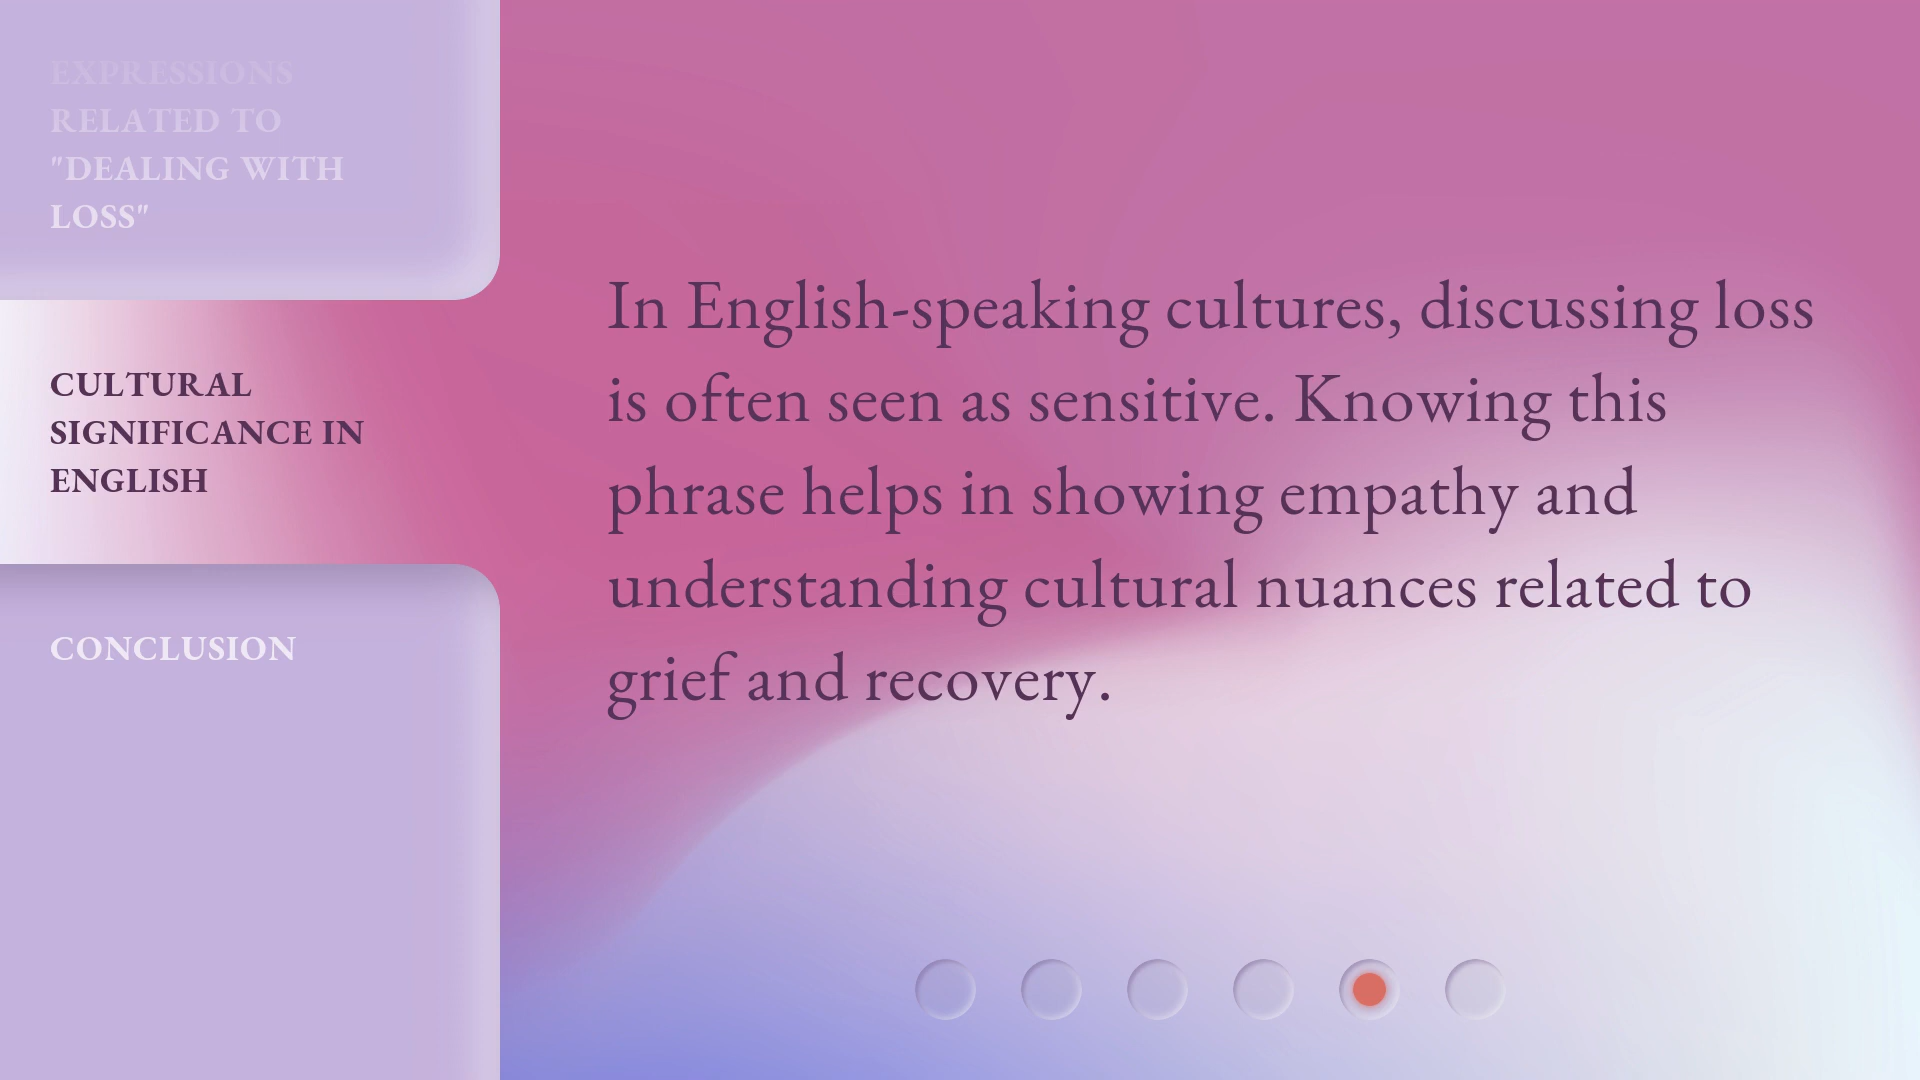 EXPRESSIONS
RELATED TO
"DEALING WITH
LOSS"
CULTURAL
SIGNIFICANCE IN
ENGLISH
CONCLUSION
In English-speaking cultures, discussing loss
is often seen as sensitive. Knowing this
phrase helps in showing empathy and
understanding cultural nuances related to
grief and recovery.